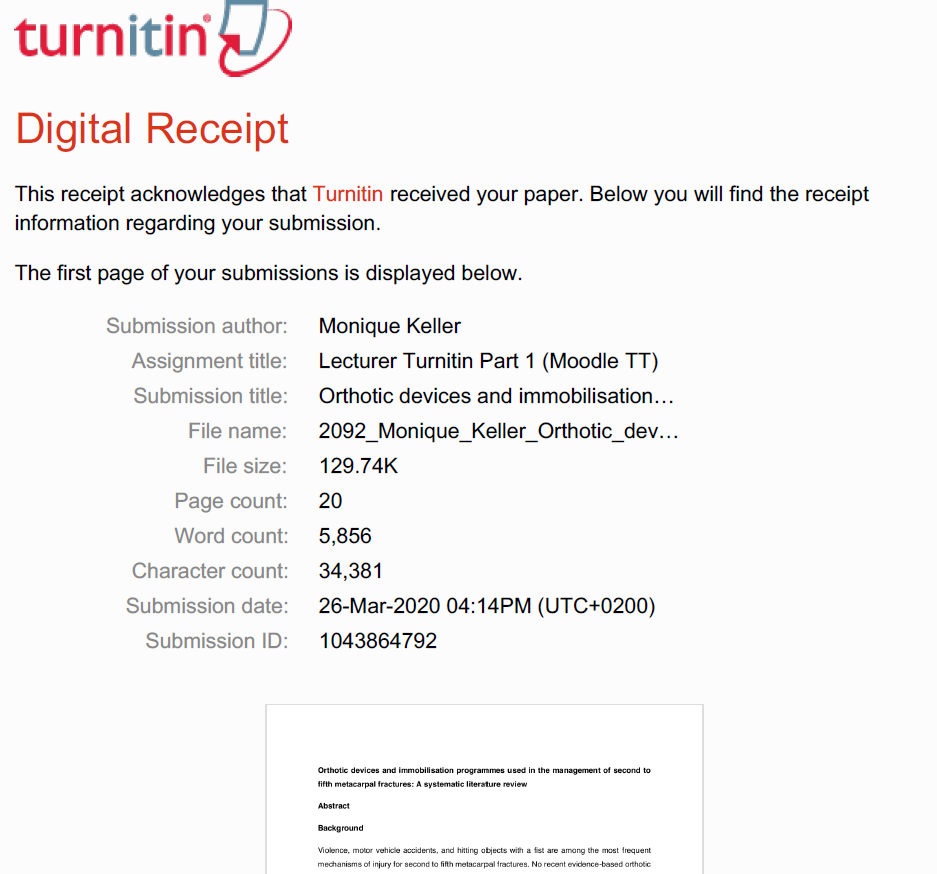 turnitin
Digital Receipt
This receipt acknowledges that Turnitin received your paper. Below you will find the receipt
information regarding your submission.
The first page of your submissions is displayed below.
Submission author: Monique Keller
Assignment title: Lecturer Turnitin Part 1 (Moodle TT)
Submission title: Orthotic devices and immobilisation…
File name: 2092_Monique_Keller_Orthotic_dev…
File size: 129.74K
Page count: 20
Word count: 5,856
Character count: 34,381
Submission date: 26-Mar-2020 04:14PM (UTC+0200)
Submission ID: 1043864792
Orthotic devices and immobilisation programmes used in the management of second to
fifth metacarpal fractures: A systematic literature review
Abstract
Background
Violence, motor vehicle accidents, and hitting objects with a fist are among the most frequent
mechanisms of injury for second to fifth metacarpal fractures. No recent evidence-based orthotic